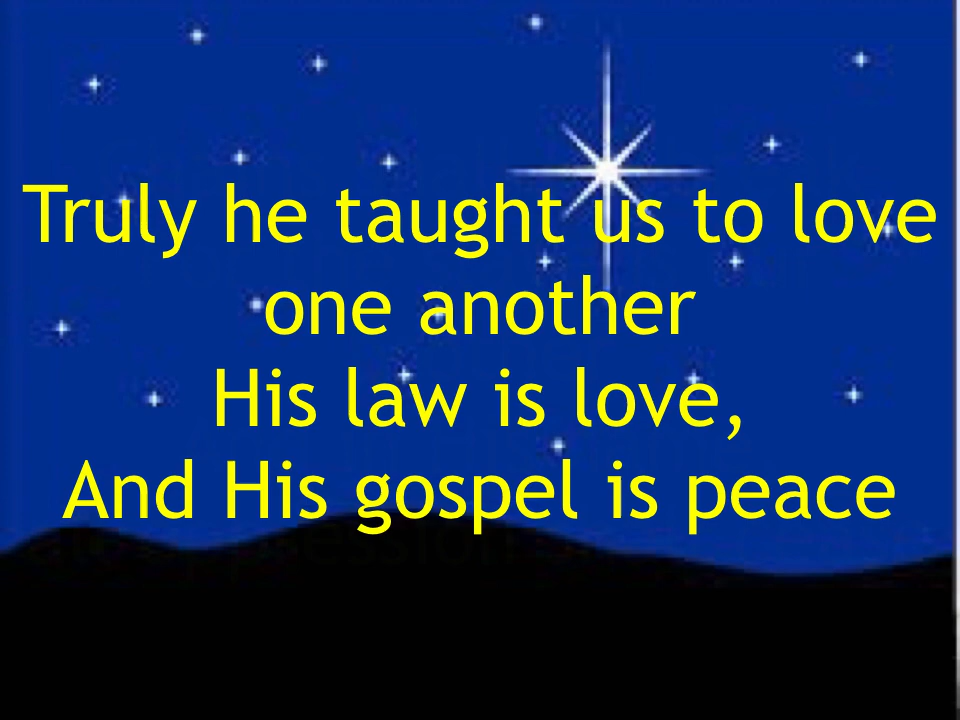 Truly he taught us to love
one another
His law is love,
And His gospel is peace